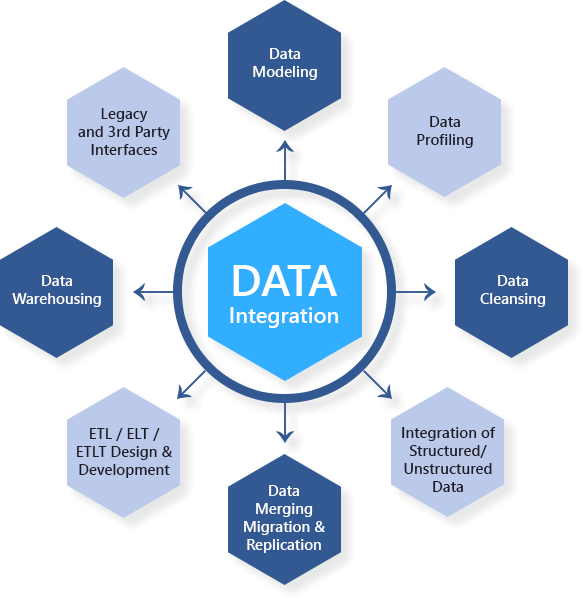 Data
Modeling
Legacy
and 3rd Party
Interfaces
Data
Profiling
Data
Warehousing
DATA
Integration
Data
Cleansing
ETL / ELT /
ETLT Design &
Development
Integration of
Structured/
Unstructured
Data
Data
Merging
Migration &
Replication